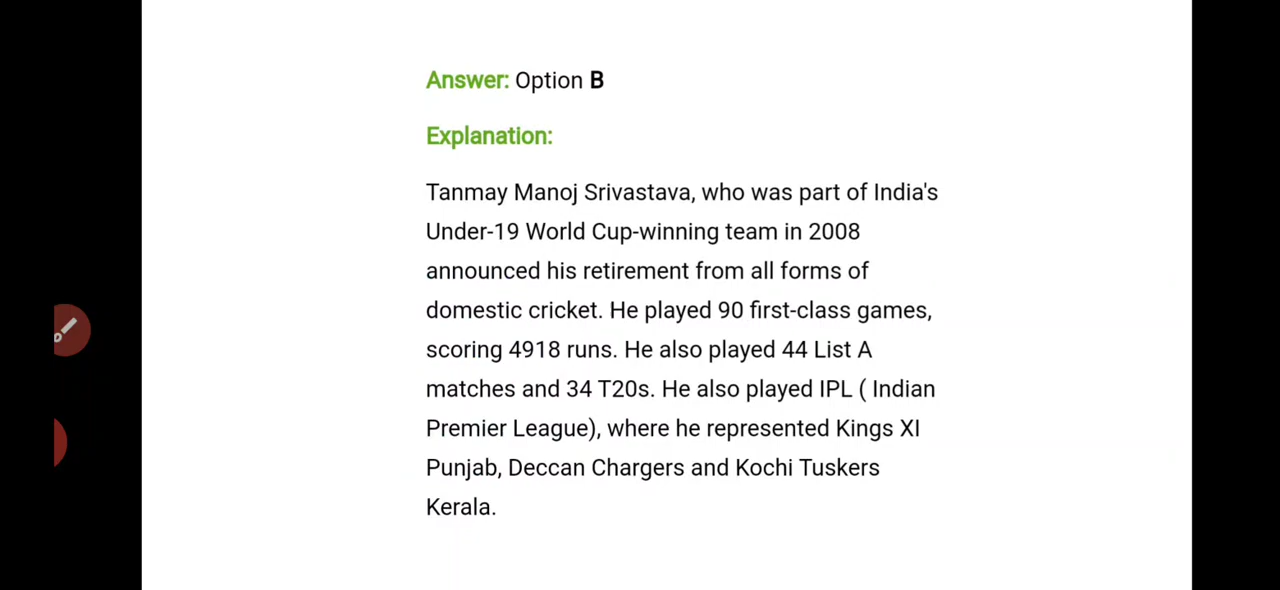 Answer: Option B
Explanation:
Tanmay Manoj Srivastava, who was part of India's
Under-19 World Cup-winning team in 2008
announced his retirement from all forms of
domestic cricket. He played 90 first-class games,
scoring 4918 runs. He also played 44 List A
matches and 34 T20s. He also played IPL ( Indian
Premier League), where he represented Kings XI
Punjab, Deccan Chargers and Kochi Tuskers
Kerala.